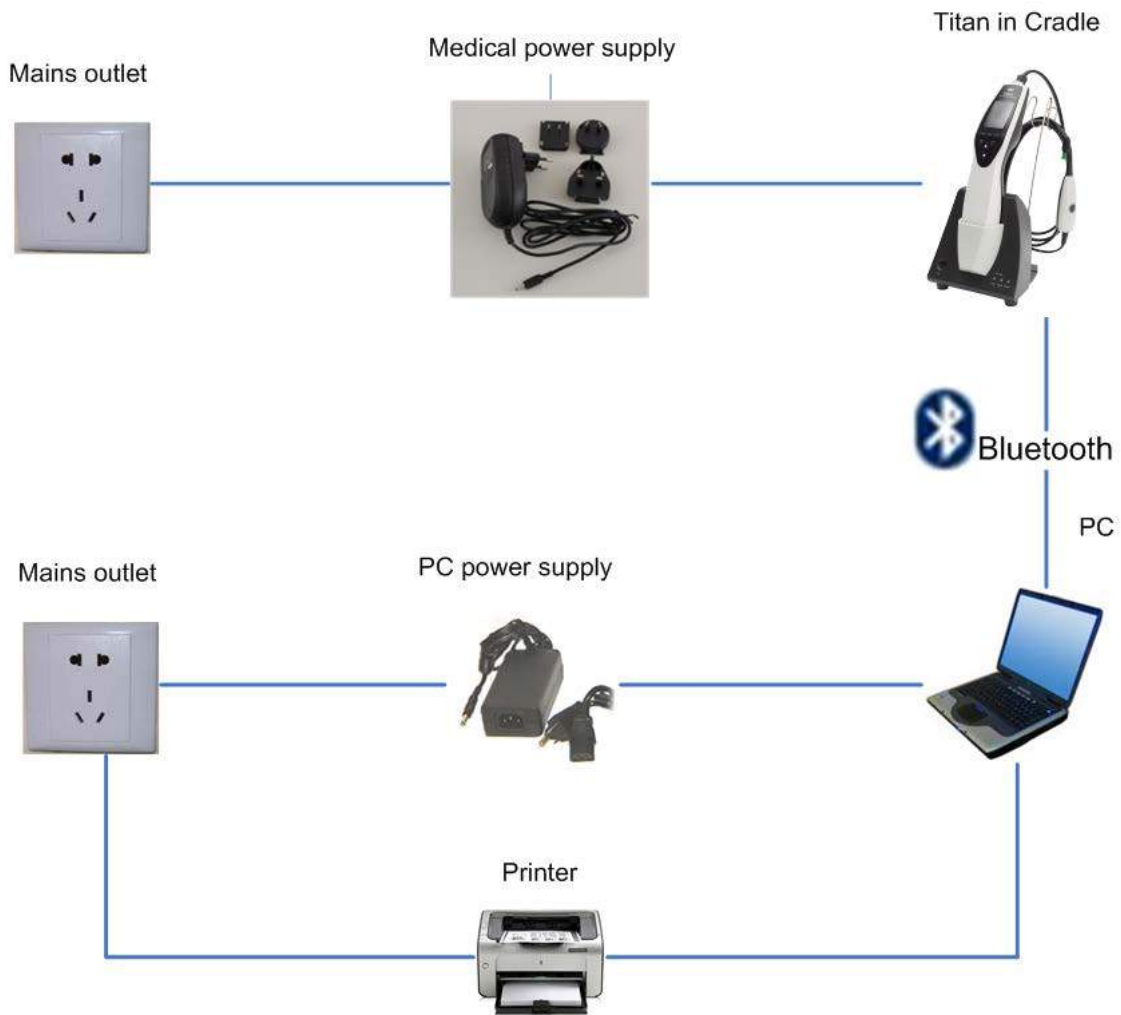 Titan in Cradle
Medical power supply
Mains outlet
Bluetooth
PC
PC power supply
Mains outlet
Printer